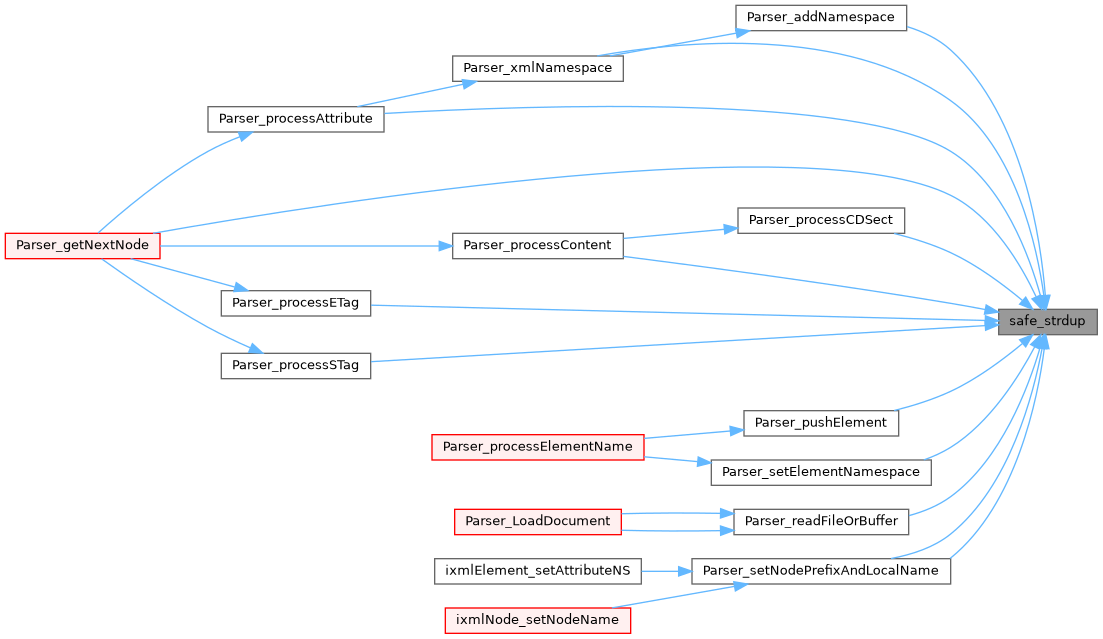 Parser_addNamespace
Parser_xmlNamespace
Parser_processAttribute
Parser_processCDSect
Parser_getNextNode
Parser_processContent
Parser_processETag
safe_strdup
Parser_processSTag
Parser_pushElement
Parser_processElementName
Parser_setElementNamespace
Parser_LoadDocument
Parser_readFileOrBuffer
ixmlElement_setAttributeNS
Parser_setNodePrefixAndLocalName
ixmlNode_setNodeName